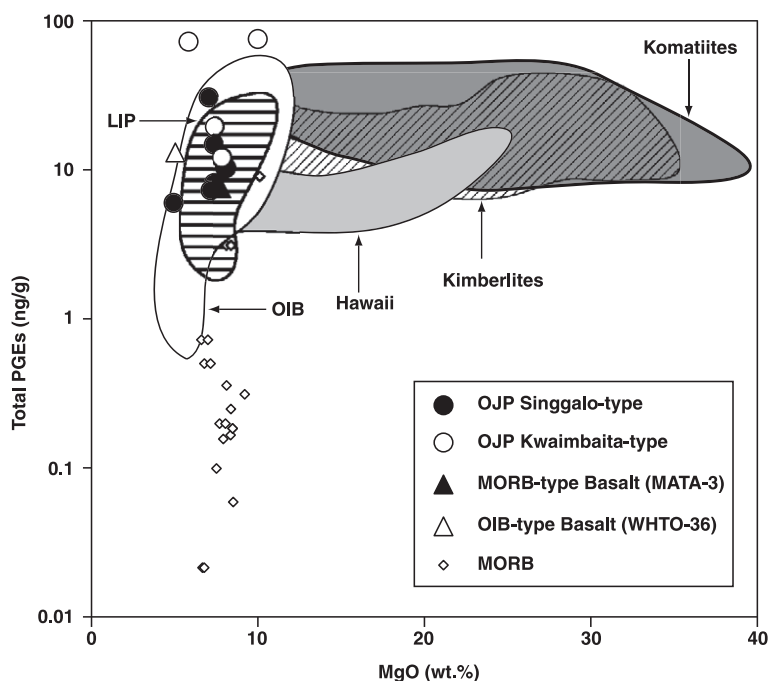 100
Komatiites
LIP
10
Kimberlites
Hawaii
OIB
1
Total PGEs (ng/g)
OJP Singgalo-type
OJP Kwaimbaita-type
MORB-type Basalt (MATA-3)
OIB-type Basalt (WHTO-36)
MORB
0.1
0.01
0
10
20
30
40
MgO (wt.%)